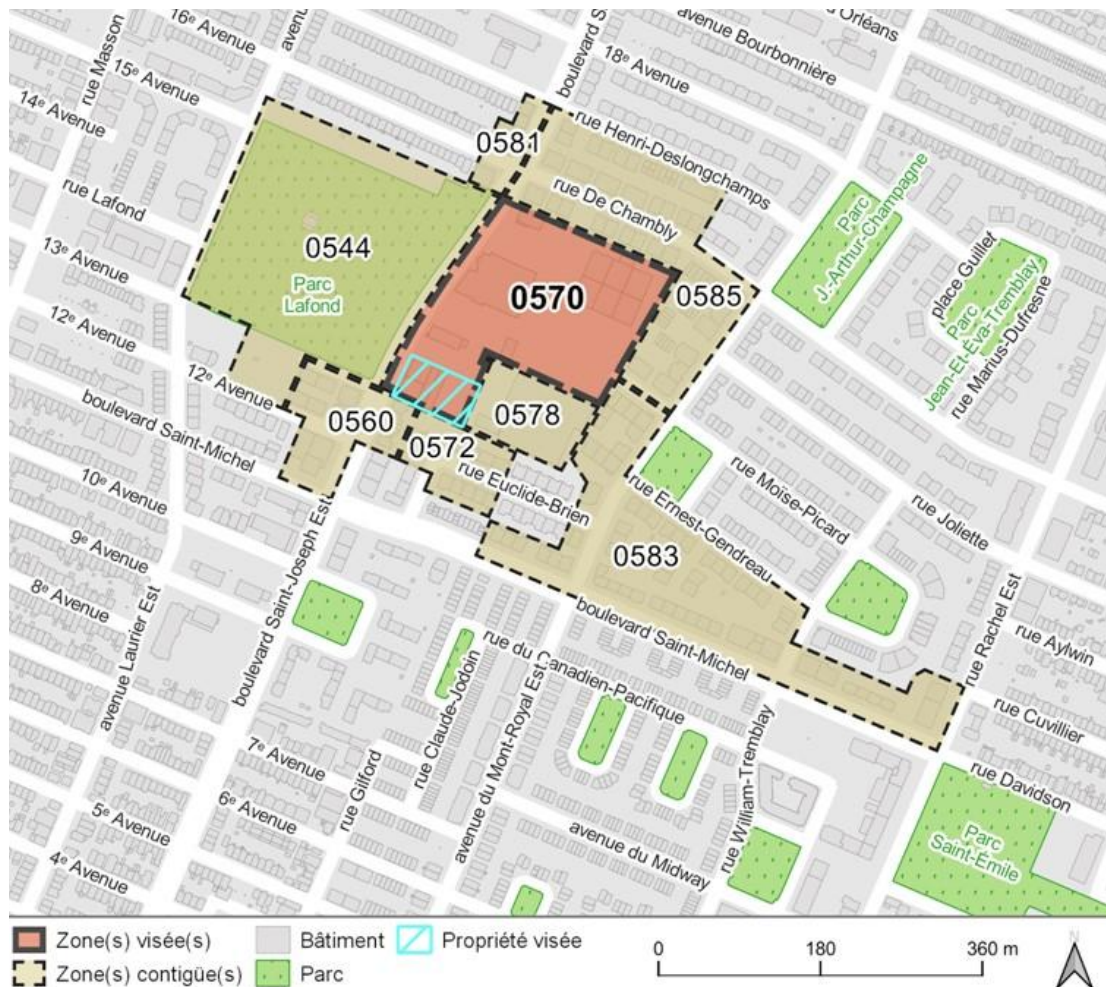 16e Avenue
avenue
boulevard S
avenue Bourbonnière
d'Orléans
rue Masson
15e Avenue
18e Avenue
14e Avenue
0581
rue Henri-Deslongchamps
rue De Chambly
Parc
J.-Arthur-Champagne
rue Lafond
13e Avenue
0544
Parc
Lafond
0570
0585
place Guillet
Parc
Jean-Et-Éva-Tremblay
rue Marius-Dufresne
12e Avenue
12e Avenue
boulevard Saint-Michel
0560
0578
0572
rue Euclide-Brien
rue Ernest-Gendreau
rue Moïse-Picard
rue Joliette
10e Avenue
9e Avenue
8e Avenue
0583
avenue Laurier Est
boulevard Saint-Joseph Est
boulevard Saint-Michel
rue Rachel Est
rue Aylwin
rue Cuvillier
rue du Canadien-Pacifique
rue Claude-Jodoin
avenue du Mont-Royal Est
rue William-Tremblay
rue Davidson
7e Avenue
6e Avenue
5e Avenue
4e Avenue
rue Gilford
avenue du Midway
Parc
Saint-Émile
Zone(s) visée(s)
Bâtiment
Propriété visée
Zone(s) contigüe(s)
Parc
0 180 360 m
N